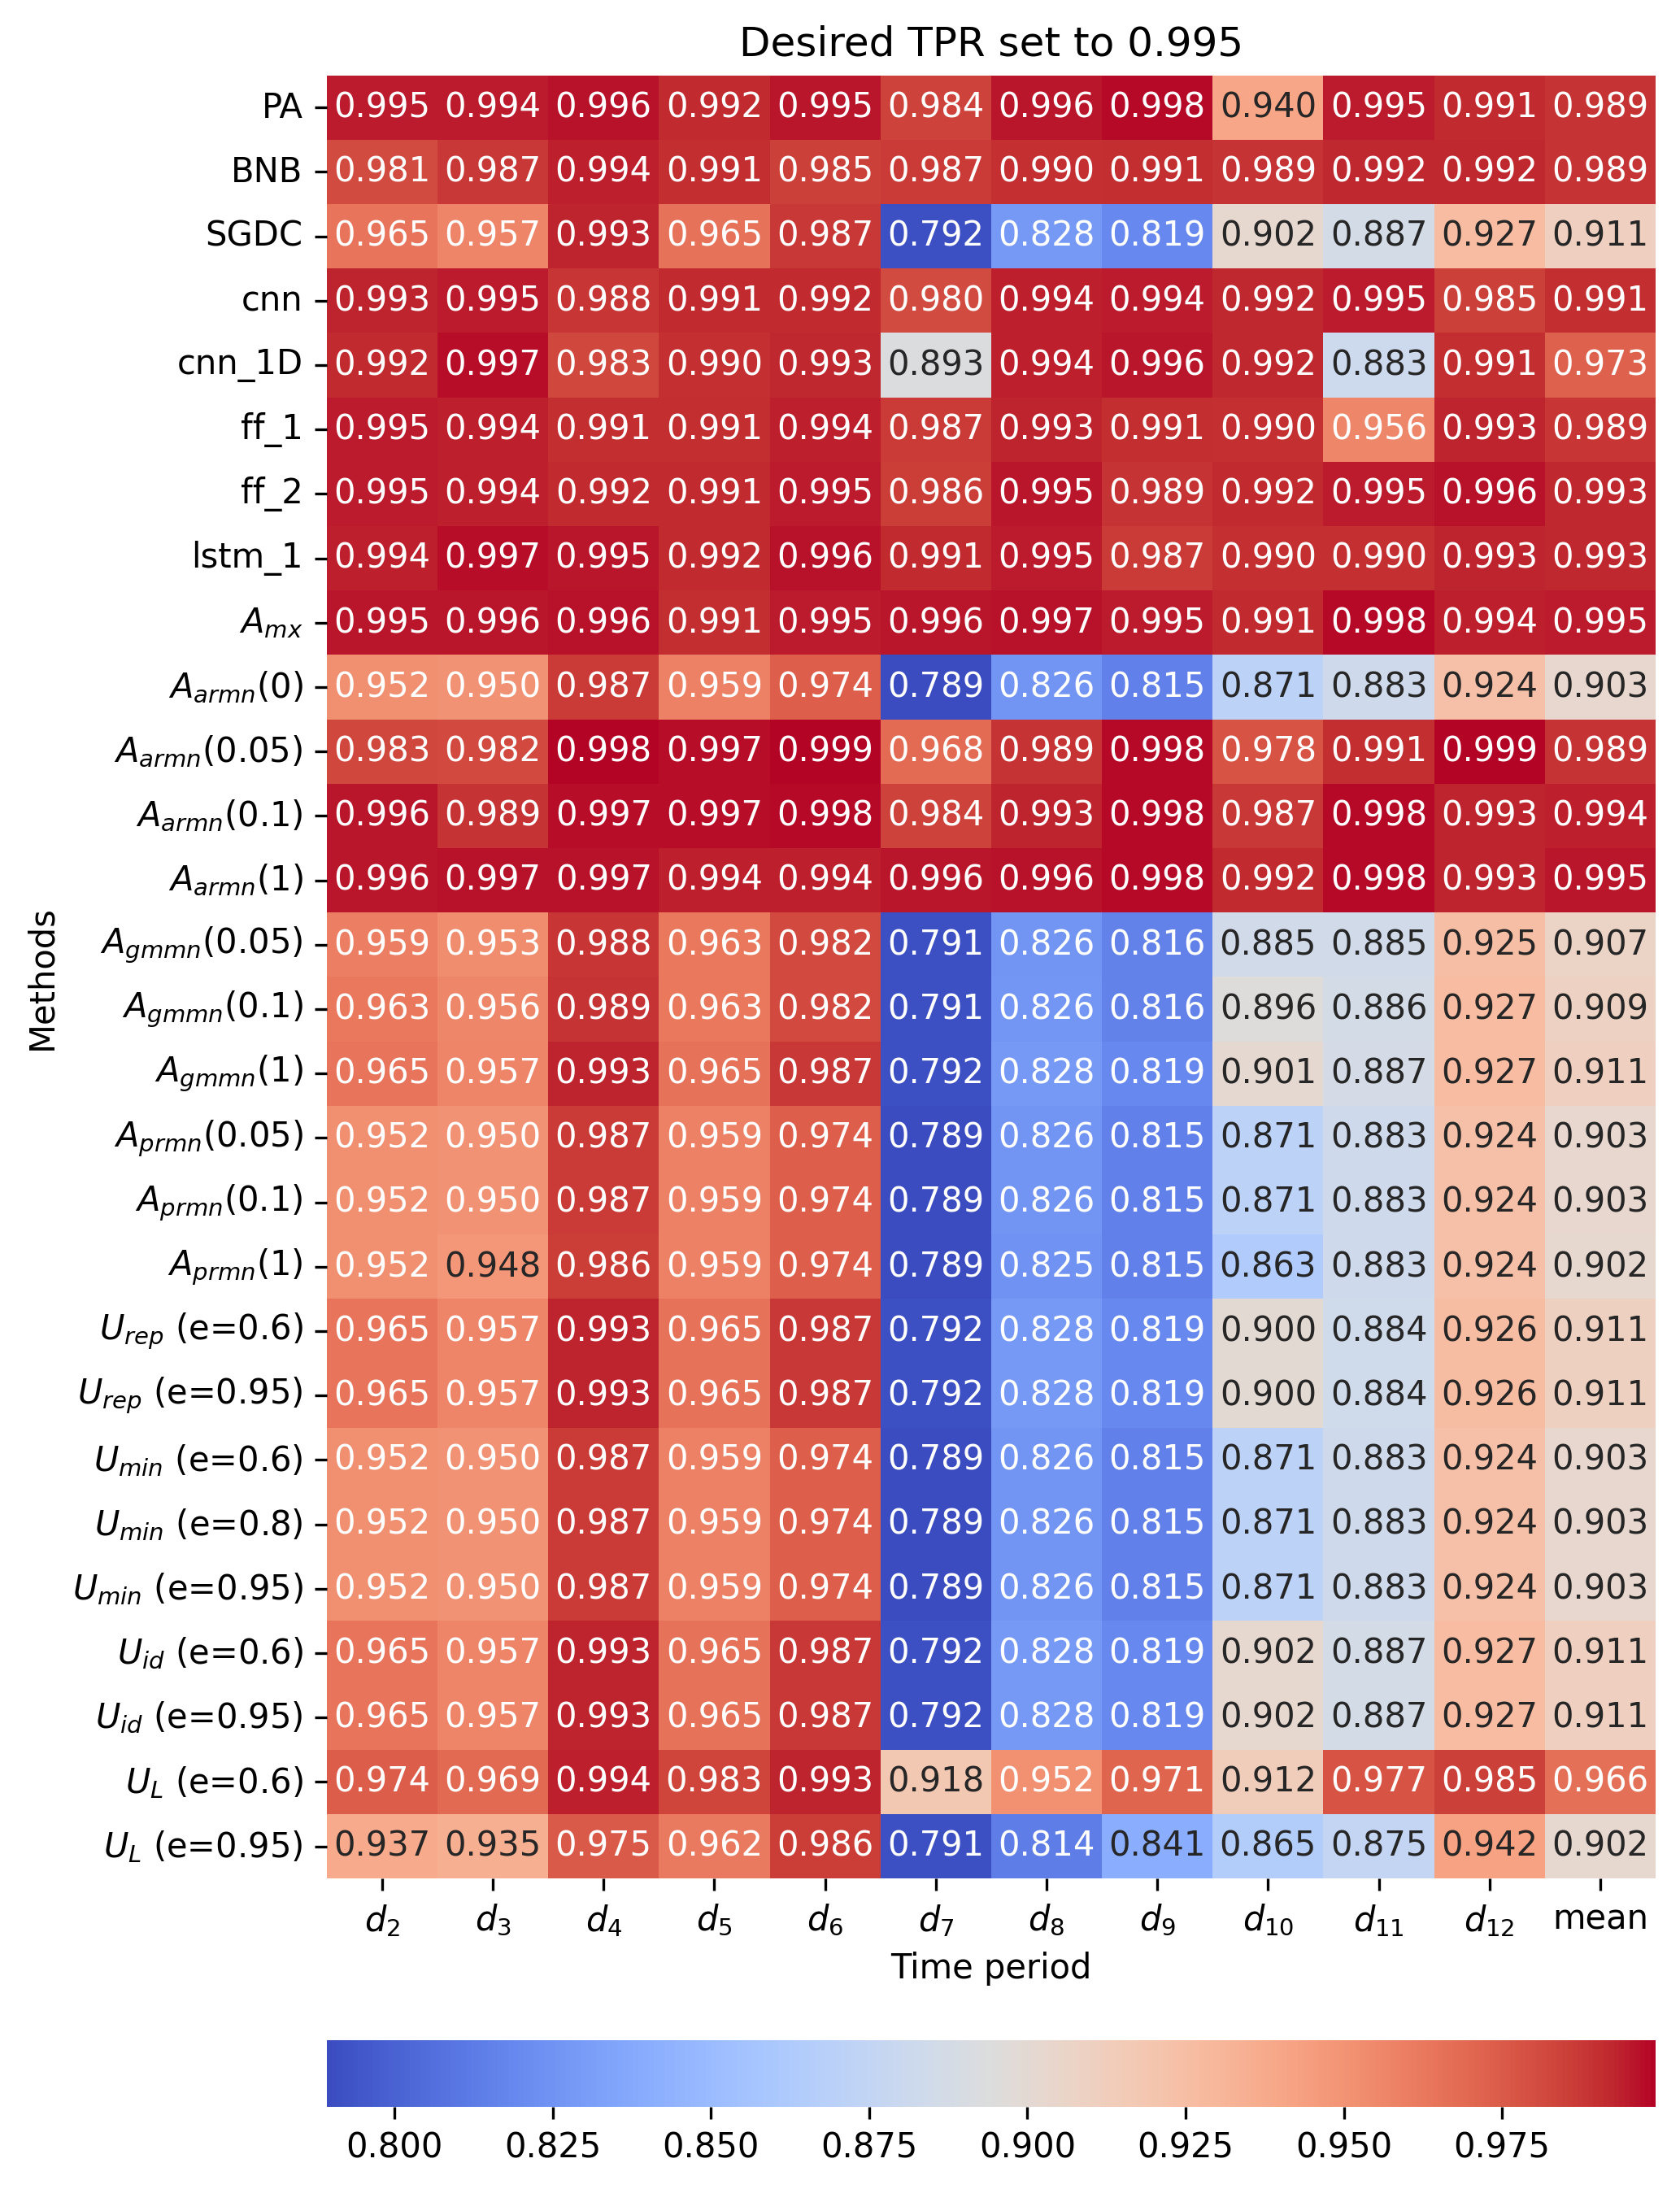 Desired TPR set to 0.995
PA 0.995 0.994 0.996 0.992 0.995 0.984 0.996 0.998 0.940 0.995 0.991 0.989
BNB 0.981 0.987 0.994 0.991 0.985 0.987 0.990 0.991 0.989 0.992 0.992 0.989
SGDC 0.965 0.957 0.993 0.965 0.987 0.792 0.828 0.819 0.902 0.887 0.927 0.911
cnn 0.993 0.995 0.988 0.991 0.992 0.980 0.994 0.994 0.992 0.995 0.985 0.991
cnn_1D 0.992 0.997 0.983 0.990 0.993 0.893 0.994 0.996 0.992 0.883 0.991 0.973
ff_1 0.995 0.994 0.991 0.991 0.994 0.987 0.993 0.991 0.990 0.956 0.993 0.989
ff_2 0.995 0.994 0.992 0.991 0.995 0.986 0.995 0.989 0.992 0.995 0.996 0.993
lstm_1 0.994 0.997 0.995 0.992 0.996 0.991 0.995 0.987 0.990 0.990 0.993 0.993
A_mx 0.995 0.996 0.996 0.991 0.995 0.996 0.997 0.995 0.991 0.998 0.994 0.995
A_armn(0) 0.952 0.950 0.987 0.959 0.974 0.789 0.826 0.815 0.871 0.883 0.924 0.903
A_armn(0.05) 0.983 0.982 0.998 0.997 0.999 0.968 0.989 0.998 0.978 0.991 0.999 0.989
A_armn(0.1) 0.996 0.989 0.997 0.997 0.998 0.984 0.993 0.998 0.987 0.998 0.993 0.994
A_armn(1) 0.996 0.997 0.997 0.994 0.994 0.996 0.996 0.998 0.992 0.998 0.993 0.995
A_gmmn(0.05) 0.959 0.953 0.988 0.963 0.982 0.791 0.826 0.816 0.885 0.885 0.925 0.907
A_gmmn(0.1) 0.963 0.956 0.989 0.963 0.982 0.791 0.826 0.816 0.896 0.886 0.927 0.909
A_gmmn(1) 0.965 0.957 0.993 0.965 0.987 0.792 0.828 0.819 0.901 0.887 0.927 0.911
A_prmn(0.05) 0.952 0.950 0.987 0.959 0.974 0.789 0.826 0.815 0.871 0.883 0.924 0.903
A_prmn(0.1) 0.952 0.950 0.987 0.959 0.974 0.789 0.826 0.815 0.871 0.883 0.924 0.903
A_prmn(1) 0.952 0.948 0.986 0.959 0.974 0.789 0.825 0.815 0.863 0.883 0.924 0.902
U_rep (e=0.6) 0.965 0.957 0.993 0.965 0.987 0.792 0.828 0.819 0.900 0.884 0.926 0.911
U_rep (e=0.95) 0.965 0.957 0.993 0.965 0.987 0.792 0.828 0.819 0.900 0.884 0.926 0.911
U_min (e=0.6) 0.952 0.950 0.987 0.959 0.974 0.789 0.826 0.815 0.871 0.883 0.924 0.903
U_min (e=0.8) 0.952 0.950 0.987 0.959 0.974 0.789 0.826 0.815 0.871 0.883 0.924 0.903
U_min (e=0.95) 0.952 0.950 0.987 0.959 0.974 0.789 0.826 0.815 0.871 0.883 0.924 0.903
U_id (e=0.6) 0.965 0.957 0.993 0.965 0.987 0.792 0.828 0.819 0.902 0.887 0.927 0.911
U_id (e=0.95) 0.965 0.957 0.993 0.965 0.987 0.792 0.828 0.819 0.902 0.887 0.927 0.911
U_L (e=0.6) 0.974 0.969 0.994 0.983 0.993 0.918 0.952 0.971 0.912 0.977 0.985 0.966
U_L (e=0.95) 0.937 0.935 0.975 0.962 0.986 0.791 0.814 0.841 0.865 0.875 0.942 0.902
Methods
d_2 d_3 d_4 d_5 d_6 d_7 d_8 d_9 d_10 d_11 d_12 mean
Time period
0.800 0.825 0.850 0.875 0.900 0.925 0.950 0.975